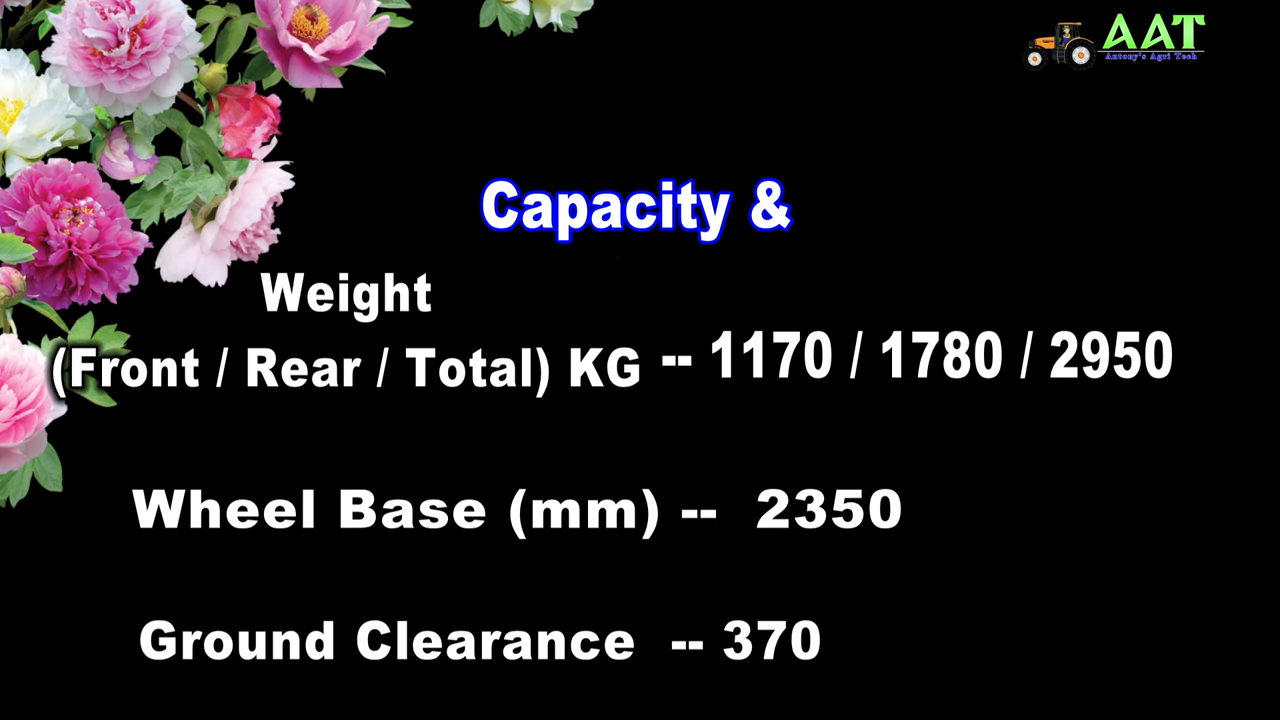 AAT
Antony's Agri Tech
Capacity &
Weight
(Front / Rear / Total) KG -- 1170 / 1780 / 2950
Wheel Base (mm) -- 2350
Ground Clearance -- 370